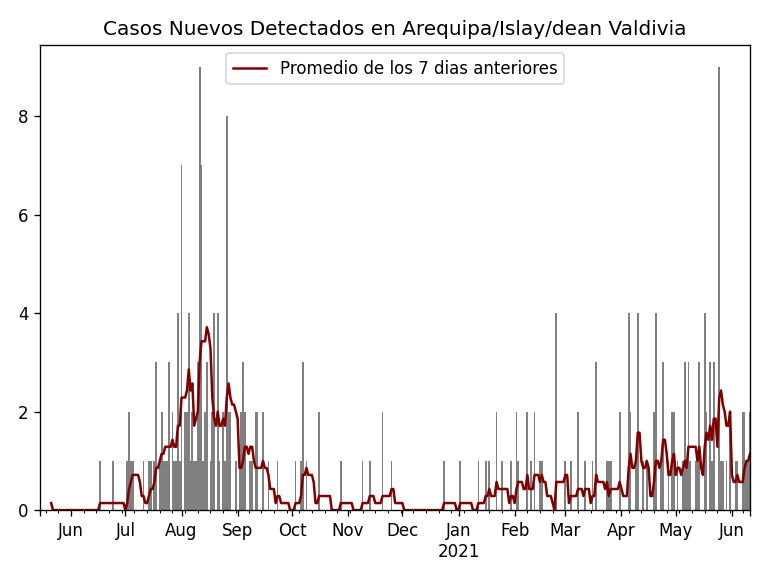 Casos Nuevos Detectados en Arequipa/Islay/dean Valdivia
Promedio de los 7 dias anteriores
8
6
4
2
0
Jun Jul Aug Sep Oct Nov Dec Jan Feb Mar Apr May Jun
2021